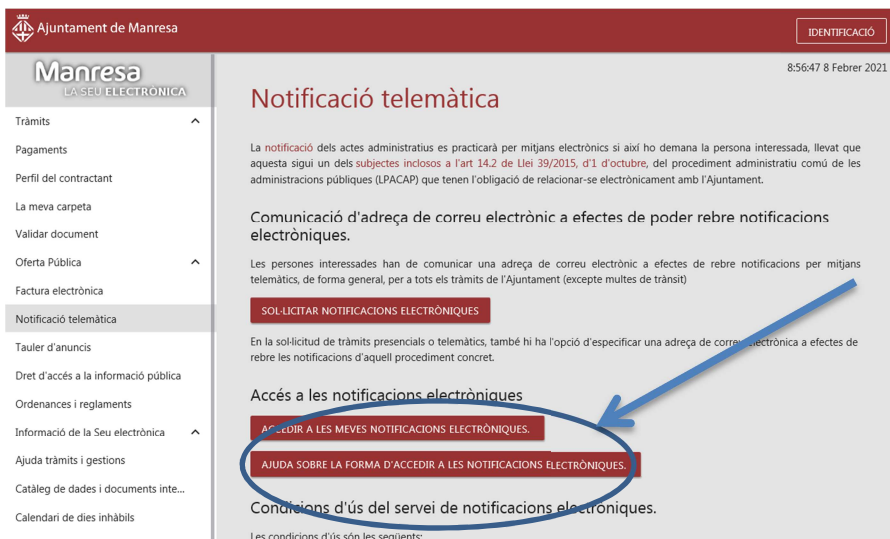 Ajuntament de Manresa
IDENTIFICACIÓ
Manresa
LA SEU ELECTRÒNICA
8:56:47 8 Febrer 2021
Tràmits
Pagaments
Perfil del contractant
La meva carpeta
Validar document
Oferta Pública
Factura electrònica
Notificació telemàtica
Tauler d'anuncis
Dret d'accés a la informació pública
Ordenances i reglaments
Informació de la Seu electrònica
Ajuda tràmits i gestions
Catàleg de dades i documents inte...
Calendari de dies inhàbils
Notificació telemàtica
La notificació dels actes administratius es practicarà per mitjans electrònics si així ho demana la persona interessada, llevat que
aquesta sigui un dels subjectes inclosos a l'art 14.2 de Llei 39/2015, d'1 d'octubre, del procediment administratiu comú de les
administracions públiques (LPACAP) que tenen l'obligació de relacionar-se electrònicament amb l'Ajuntament.
Comunicació d'adreça de correu electrònic a efectes de poder rebre notificacions
electròniques.
Les persones interessades han de comunicar una adreça de correu electrònic a efectes de rebre notificacions per mitjans
telemàtics, de forma general, per a tots els tràmits de l'Ajuntament (excepte multes de trànsit)
SOL·LICITAR NOTIFICACIONS ELECTRÒNIQUES
En la sol·licitud de tràmits presencials o telemàtics, també hi ha l'opció d'especificar una adreça de correu electrònica a efectes de
rebre les notificacions d'aquell procediment concret.
Accés a les notificacions electròniques
ACCEDIR A LES MEVES NOTIFICACIONS ELECTRÒNIQUES.
AJUDA SOBRE LA FORMA D'ACCEDIR A LES NOTIFICACIONS ELECTRÒNIQUES.
Condicions d'ús del servei de notificacions electròniques.
Les condicions d'ús són les següents: